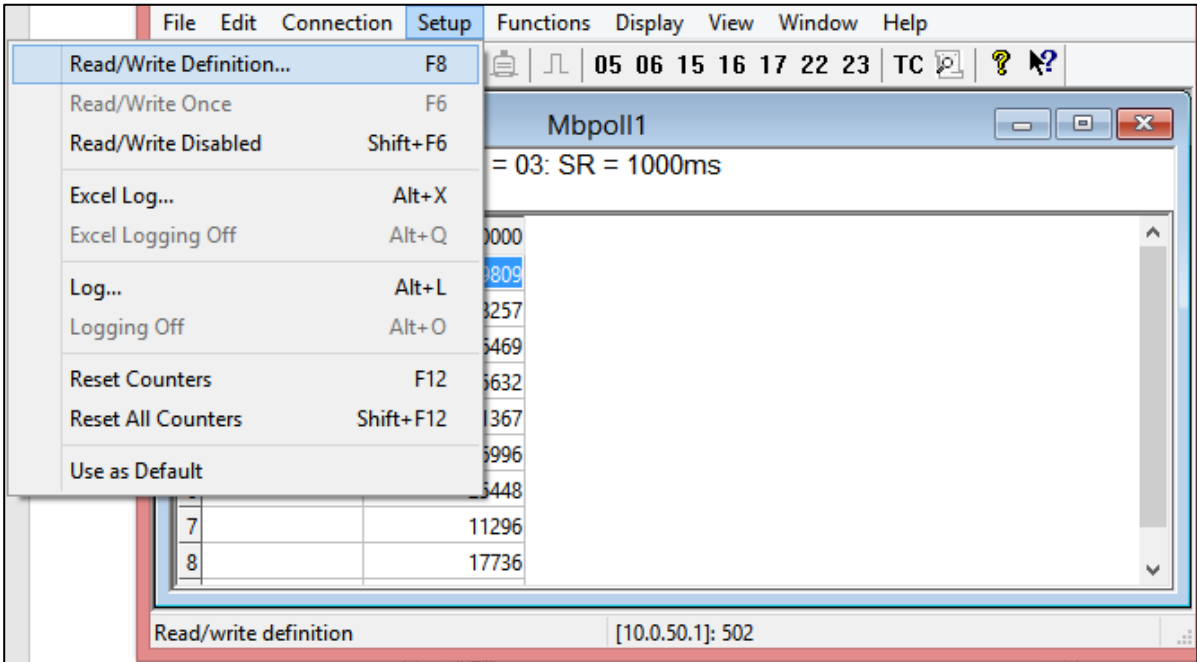 File Edit Connection Setup Functions Display View Window Help
Read/Write Definition... F8
05 06 15 16 17 22 23 TC
Read/Write Once F6
Read/Write Disabled Shift+F6
Excel Log... Alt+X
Excel Logging Off Alt+Q
Log... Alt+L
Logging Off Alt+O
Reset Counters F12
Reset All Counters Shift+F12
Use as Default
Mbpoll1
= 03: SR = 1000ms
7 11296
8 17736
Read/write definition [10.0.50.1]: 502